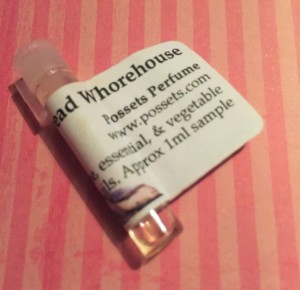 ead Whorehouse
Possets Perfume
www.possets.com
essential, & vegetable
ls. Approx 1ml sample